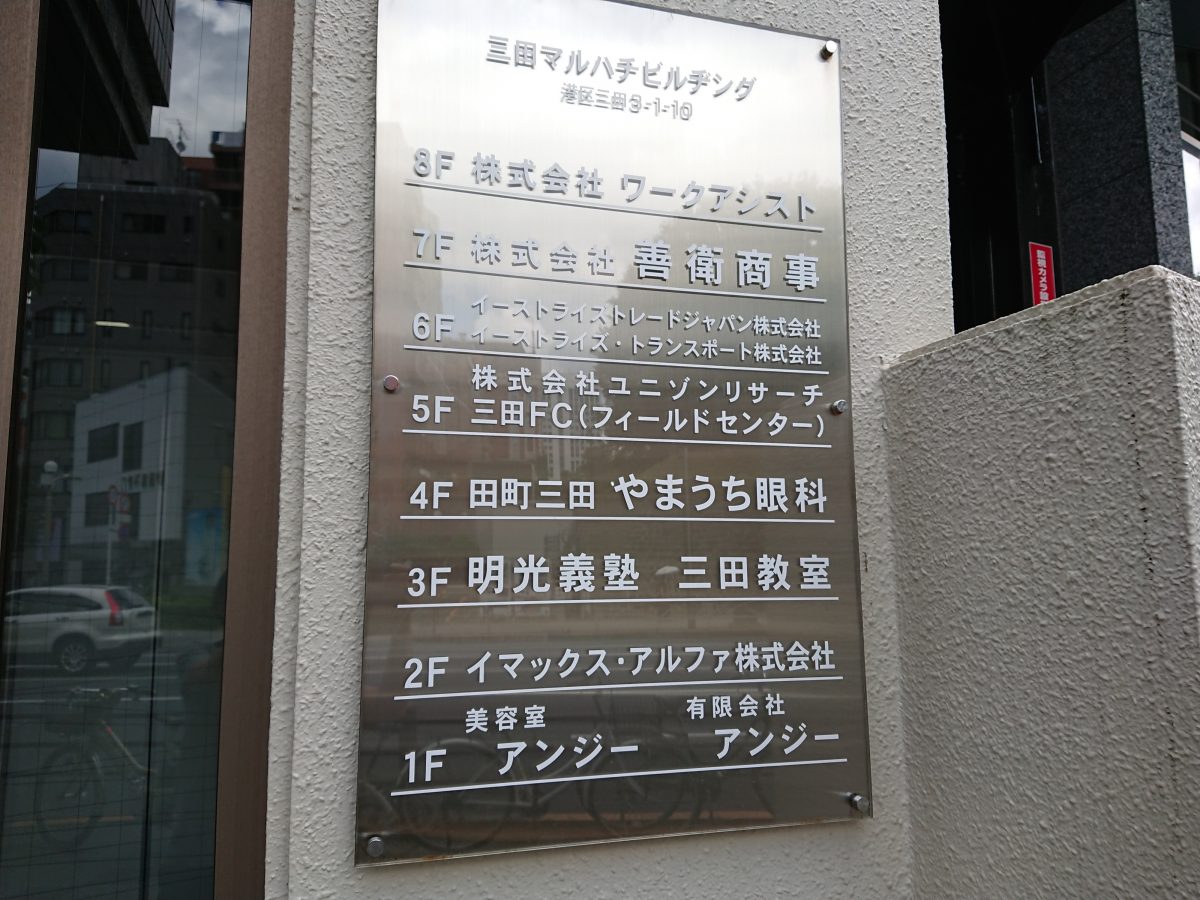 三田マルハチビルヂング
港区三田3-1-10
8F 株式会社 ワークアシスト
7F 株式会社 善衛商事
イーストライズトレードジャパン株式会社
6F イーストライズ・トランスポート株式会社
株式会社ユニゾンリサーチ
5F 三田FC(フィールドセンター)
4F 田町三田 やまうち眼科
3F 明光義塾 三田教室
2F イマックス・アルファ株式会社
美容室 有限会社
1F アンジー アンジー
監視カメラ